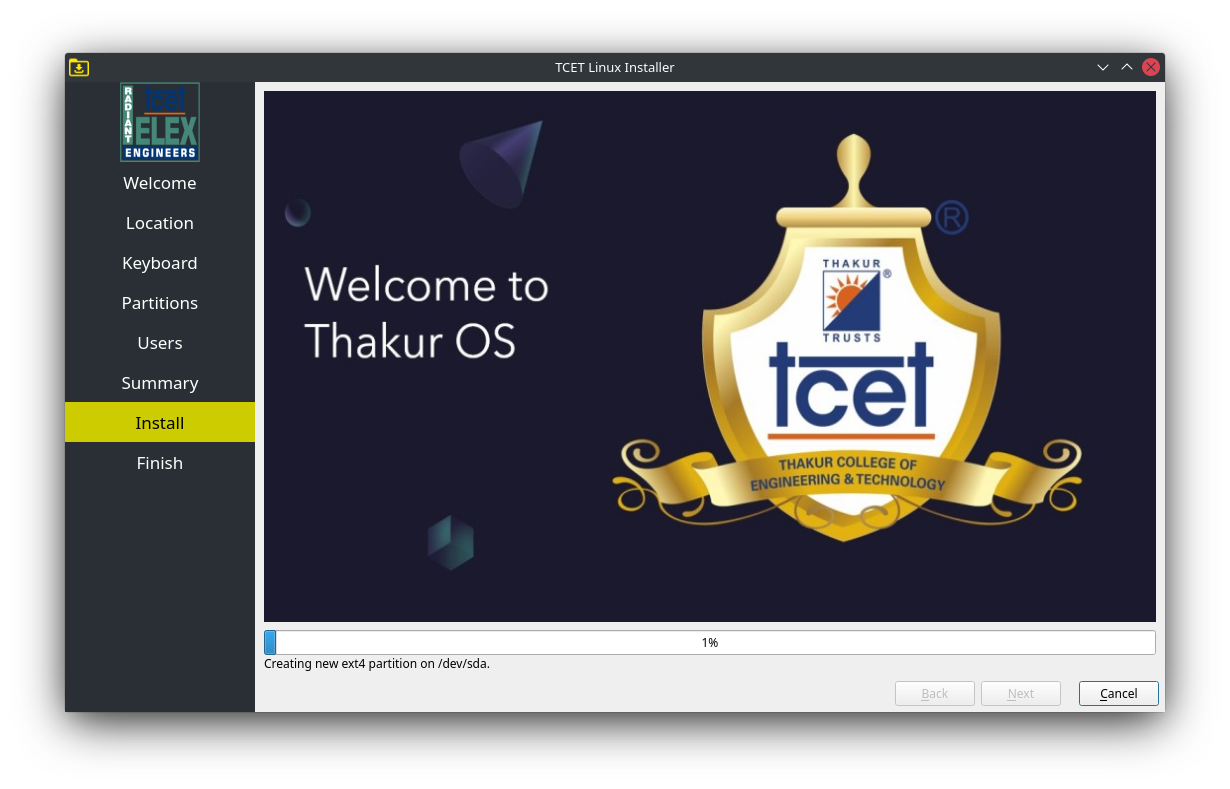 TCET Linux Installer
RADIANT
tcet
ELEX
ENGINEERS
Welcome
Location
Keyboard
Partitions
Users
Summary
Install
Finish
Welcome to
Thakur OS
®
THAKUR
®
TRUSTS
tcet
THAKUR COLLEGE OF
ENGINEERING & TECHNOLOGY
1%
Creating new ext4 partition on /dev/sda.
Back
Next
Cancel